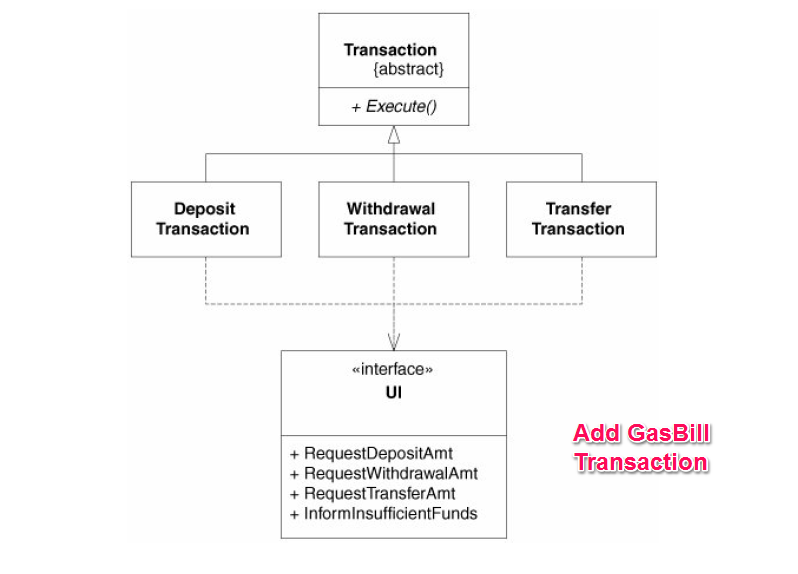 Transaction
{abstract}
+ Execute()
Deposit
Transaction
Withdrawal
Transaction
Transfer
Transaction
«interface»
UI
+ RequestDepositAmt
+ RequestWithdrawalAmt
+ RequestTransferAmt
+ InformInsufficientFunds
Add GasBill
Transaction